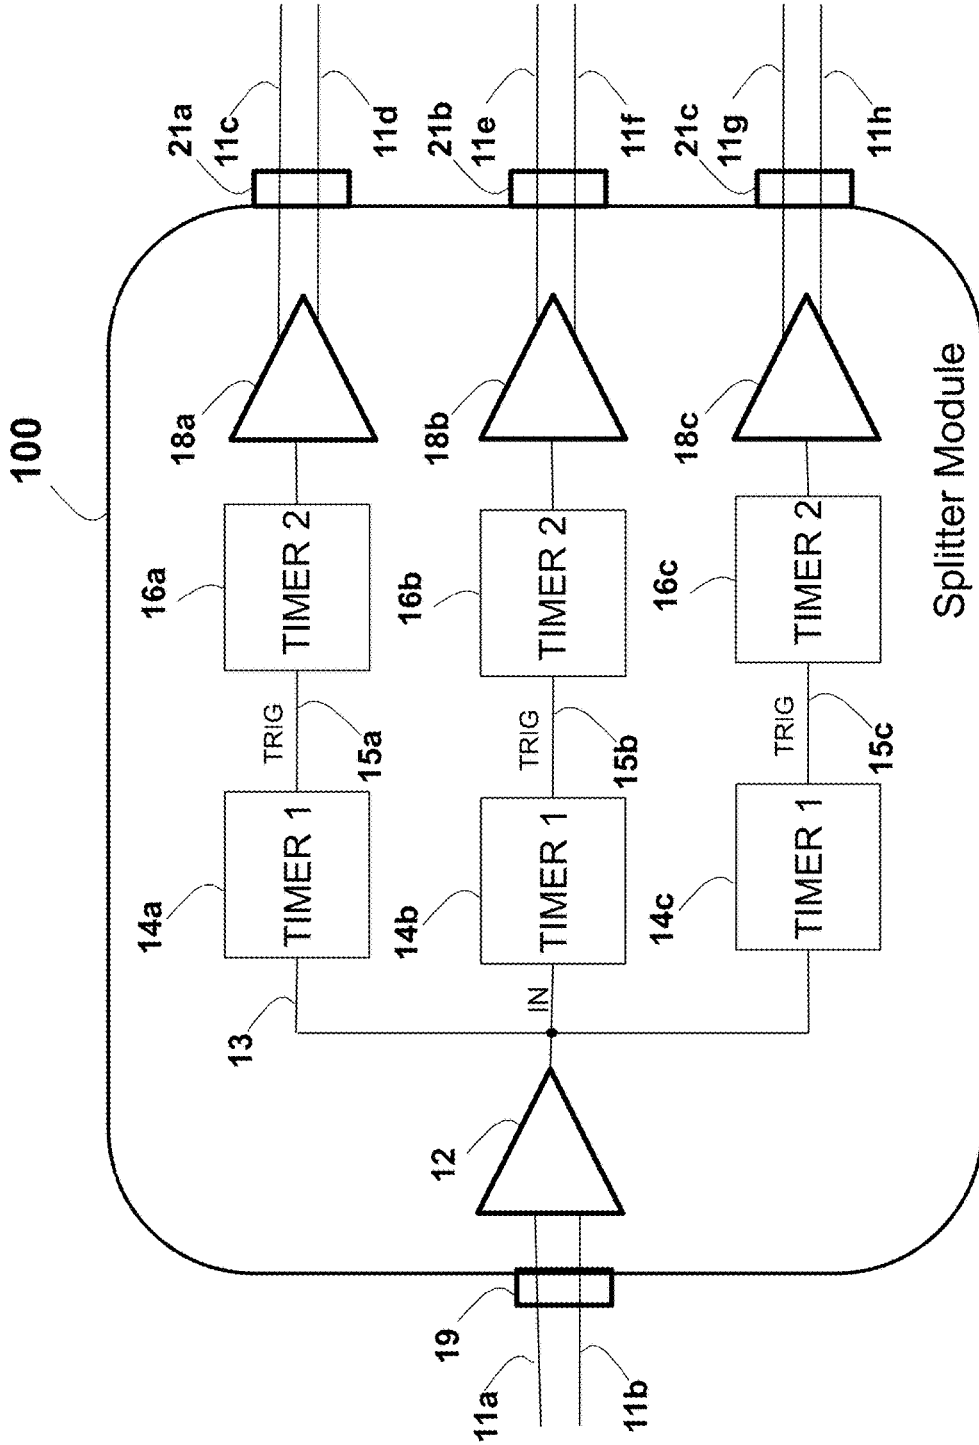 100
21a
11c
11d
18a
16a
TIMER 2
TRIG
15a
14a
TIMER 1
13
21b
11e
11f
18b
16b
TIMER 2
TRIG
15b
14b
TIMER 1
IN
12
19
11a
11b
21c
11g
11h
18c
16c
TIMER 2
TRIG
15c
14c
TIMER 1
Splitter Module